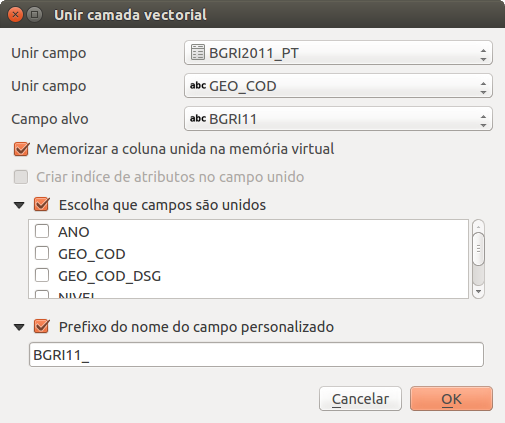 Unir camada vectorial
Unir campo BGRI2011_PT
Unir campo abc GEO_COD
Campo alvo abc BGRI11
Memorizar a coluna unida na memória virtual
Criar indíce de atributos no campo unido
Escolha que campos são unidos
ANO
GEO_COD
GEO_COD_DSG
NIVEL
Prefixo do nome do campo personalizado
BGRI11_
Cancelar OK